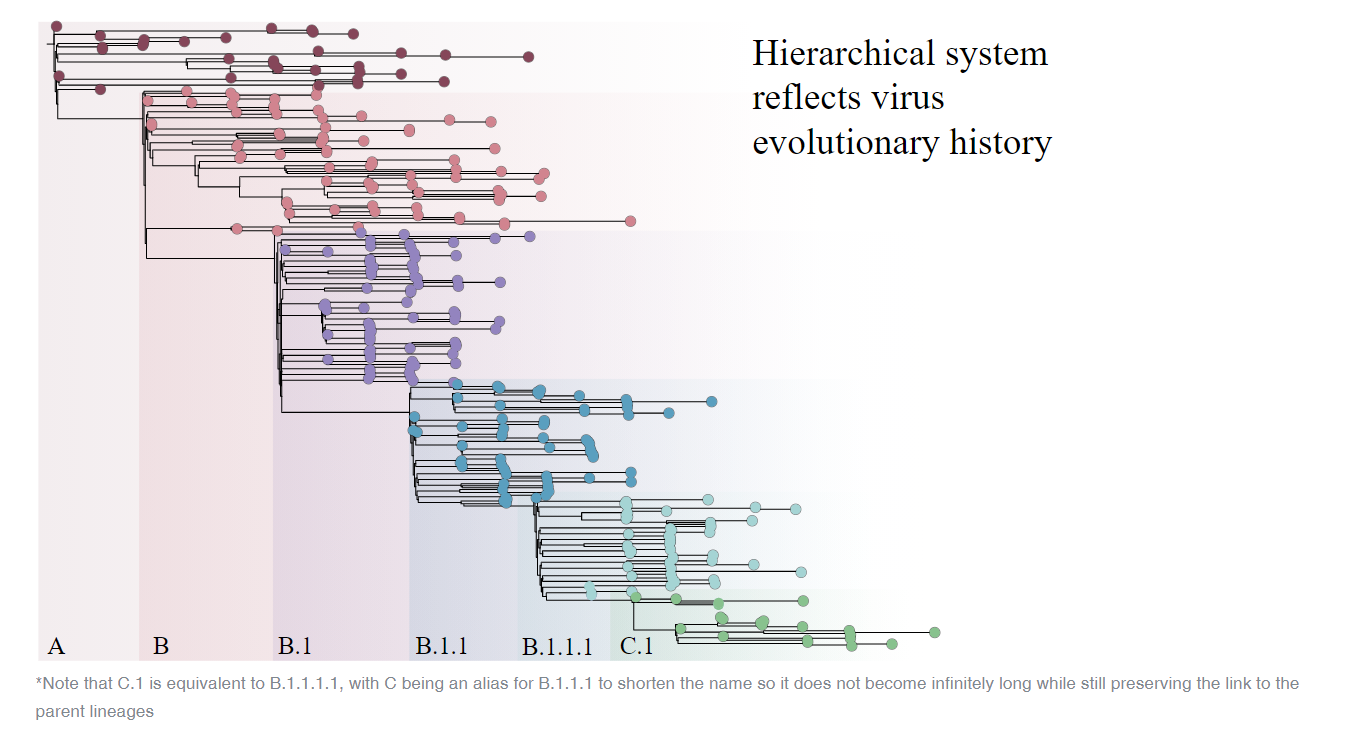 Hierarchical system
reflects virus
evolutionary history
A B B.1 B.1.1 B.1.1.1 C.1
*Note that C.1 is equivalent to B.1.1.1.1, with C being an alias for B.1.1.1 to shorten the name so it does not become infinitely long while still preserving the link to the
parent lineages